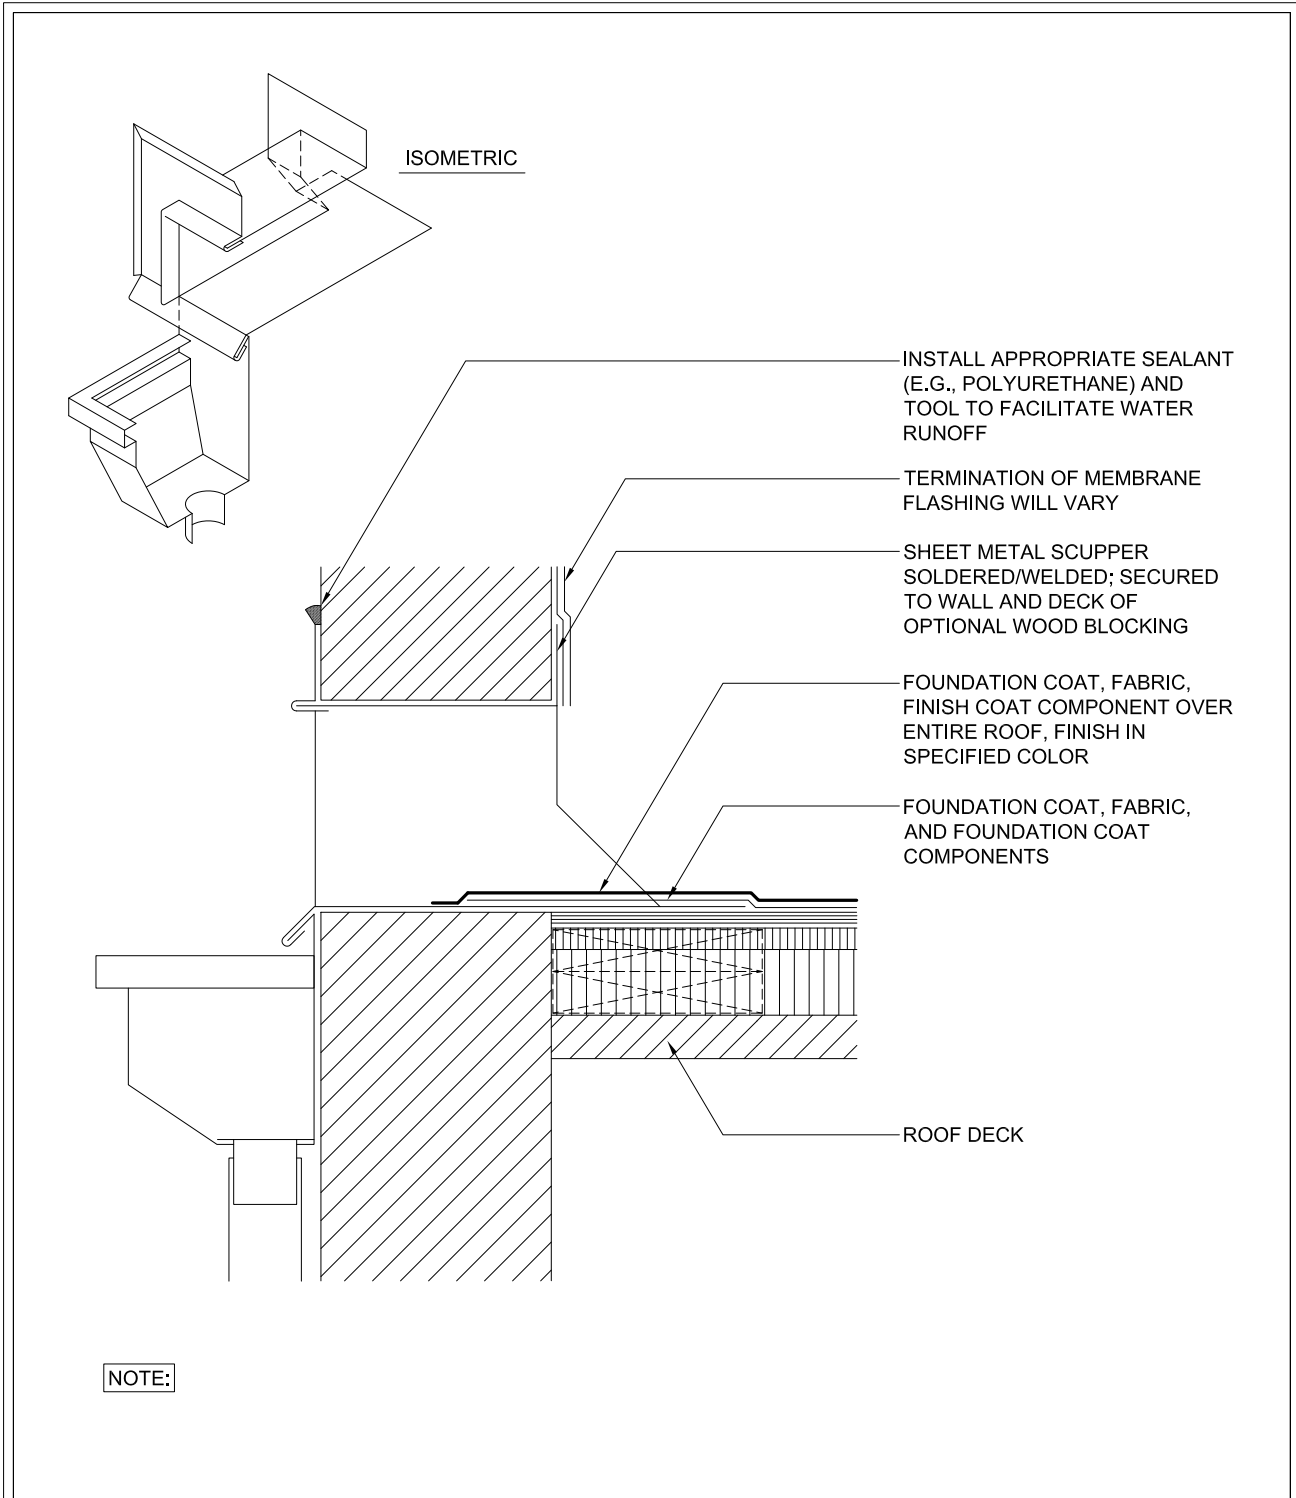 ISOMETRIC
INSTALL APPROPRIATE SEALANT
(E.G., POLYURETHANE) AND
TOOL TO FACILITATE WATER
RUNOFF
TERMINATION OF MEMBRANE
FLASHING WILL VARY
SHEET METAL SCUPPER
SOLDERED/WELDED; SECURED
TO WALL AND DECK OF
OPTIONAL WOOD BLOCKING
FOUNDATION COAT, FABRIC,
FINISH COAT COMPONENT OVER
ENTIRE ROOF, FINISH IN
SPECIFIED COLOR
FOUNDATION COAT, FABRIC,
AND FOUNDATION COAT
COMPONENTS
ROOF DECK
NOTE: